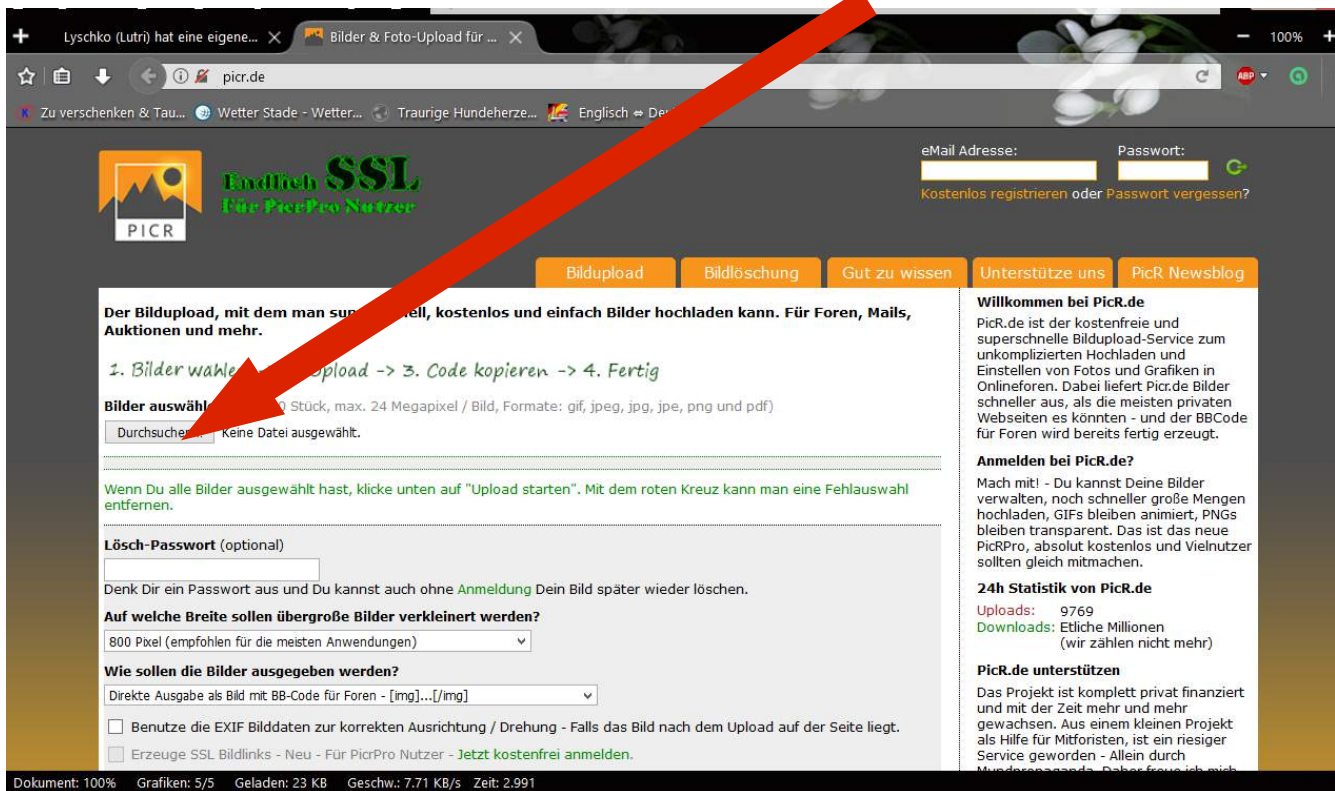 Lyschko (Lutri) hat eine eigene...
Bilder & Foto-Upload für ...
100%
picr.de
ABP
Zu verschenken & Tau...
Wetter Stade - Wetter...
Traurige Hundeherze...
Englisch ⇔
PICR
Endlich SSL
Für PicrPro Nutzer
eMail Adresse:
Passwort:
Kostenlos registrieren oder Passwort vergessen?
Bildupload
Bildlöschung
Gut zu wissen
Unterstütze uns
PicR Newsblog
Der Bildupload, mit dem man kostenlos und einfach Bilder hochladen kann. Für Foren, Mails,
Auktionen und mehr.
1. Bilder -> 3. Code kopieren -> 4. Fertig
Bilder Stück, max. 24 Megapixel / Bild, Formate: gif, jpeg, jpg, jpe, png und pdf)
Keine Datei ausgewählt.
Wenn Du alle Bilder ausgewählt hast, klicke unten auf "Upload starten". Mit dem roten Kreuz kann man eine Fehlauswahl
entfernen.
Lösch-Passwort (optional)
Denk Dir ein Passwort aus und Du kannst auch ohne Anmeldung Dein Bild später wieder löschen.
Auf welche Breite sollen übergroße Bilder verkleinert werden?
800 Pixel (empfohlen für die meisten Anwendungen)
Wie sollen die Bilder ausgegeben werden?
Direkte Ausgabe als Bild mit BB-Code für Foren - [img]...[/img]
Benutze die EXIF Bilddaten zur korrekten Ausrichtung / Drehung - Falls das Bild nach dem Upload auf der Seite liegt.
Erzeuge SSL Bildlinks - Neu - Für PicrPro Nutzer - Jetzt kostenfrei anmelden.
Willkommen bei PicR.de
PicR.de ist der kostenfreie und
superschnelle Bildupload-Service zum
unkomplizierten Hochladen und
Einstellen von Fotos und Grafiken in
Onlineforen. Dabei liefert Picr.de Bilder
schneller aus, als die meisten privaten
Webseiten es könnten - und der BBCode
für Foren wird bereits fertig erzeugt.
Anmelden bei PicR.de?
Mach mit! - Du kannst Deine Bilder
verwalten, noch schneller große Mengen
hochladen, GIFs bleiben animiert, PNGs
bleiben transparent. Das ist das neue
PicRPro, absolut kostenlos und Vielnutzer
sollten gleich mitmachen.
24h Statistik von PicR.de
Uploads: 9769
Downloads: Etliche Millionen
(wir zählen nicht mehr)
PicR.de unterstützen
Das Projekt ist komplett privat finanziert
und mit der Zeit mehr und mehr
gewachsen. Aus einem kleinen Projekt
als Hilfe für Mitforisten, ist ein riesiger
Service geworden - Allein durch
Dokument: 100% Grafiken: 5/5 Geladen: 23 KB Geschw.: 7.71 KB/s Zeit: 2.991